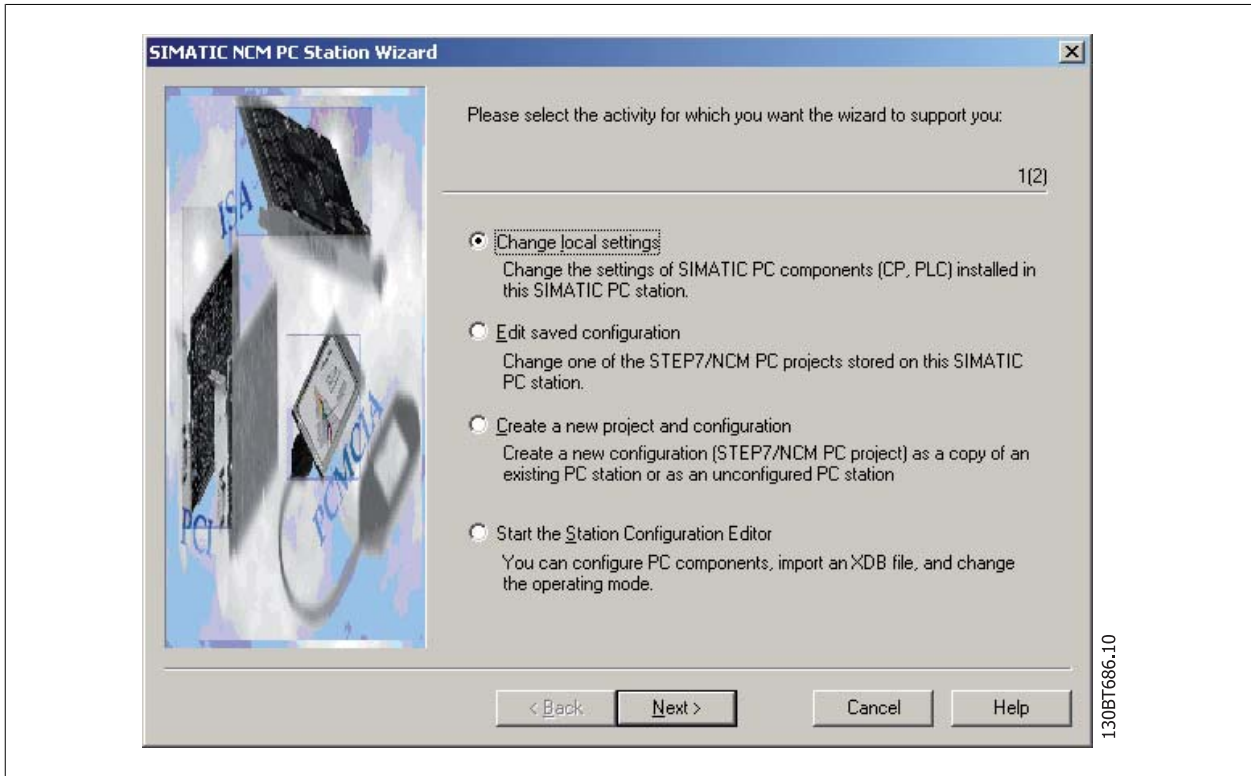 SIMATIC NCM PC Station Wizard
Please select the activity for which you want the wizard to support you:
1(2)
ISA
PCI
PCMCIA
Change local settings
Change the settings of SIMATIC PC components (CP, PLC) installed in
this SIMATIC PC station.
Edit saved configuration
Change one of the STEP7/NCM PC projects stored on this SIMATIC
PC station.
Create a new project and configuration
Create a new configuration (STEP7/NCM PC project) as a copy of an
existing PC station or as an unconfigured PC station
Start the Station Configuration Editor
You can configure PC components, import an XDB file, and change
the operating mode.
< Back
Next >
Cancel
Help
130BT686.10